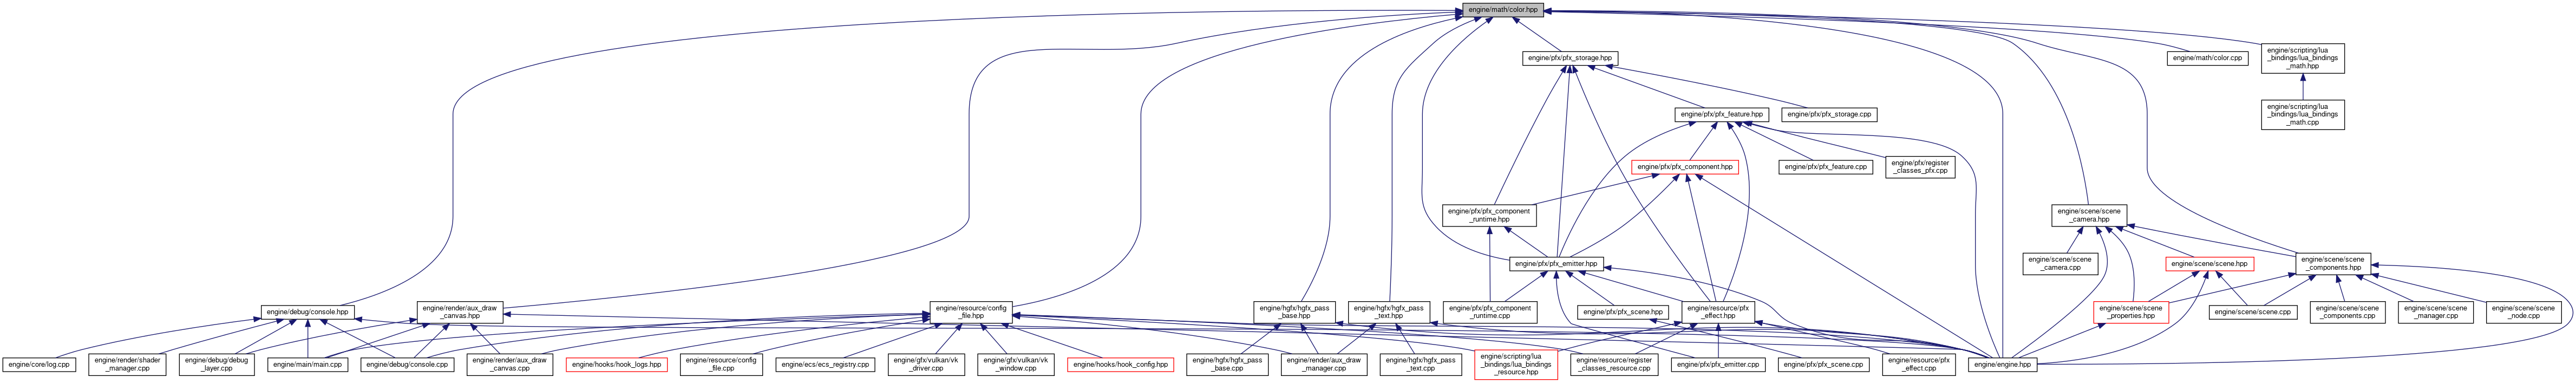 engine/math/color.hpp
engine/pfx/pfx_storage.hpp
engine/math/color.cpp
engine/scripting/lua
_bindings/lua_bindings
_math.hpp
engine/pfx/pfx_feature.hpp
engine/pfx/pfx_storage.cpp
engine/scripting/lua
_bindings/lua_bindings
_math.cpp
engine/pfx/pfx_component.hpp
engine/pfx/pfx_feature.cpp
engine/pfx/register
_classes_pfx.cpp
engine/pfx/pfx_component
_runtime.hpp
engine/scene/scene
_camera.hpp
engine/pfx/pfx_emitter.hpp
engine/scene/scene
_camera.cpp
engine/scene/scene.hpp
engine/scene/scene
_components.hpp
engine/debug/console.hpp
engine/render/aux_draw
_canvas.hpp
engine/resource/config
_file.hpp
engine/hgfx/hgfx_pass
_base.hpp
engine/hgfx/hgfx_pass
_text.hpp
engine/pfx/pfx_component
_runtime.cpp
engine/pfx/pfx_scene.hpp
engine/resource/pfx
_effect.hpp
engine/scene/scene
_properties.hpp
engine/scene/scene.cpp
engine/scene/scene
_components.cpp
engine/scene/scene
_manager.cpp
engine/scene/scene
_node.cpp
engine/core/log.cpp
engine/render/shader
_manager.cpp
engine/debug/debug
_layer.cpp
engine/main/main.cpp
engine/debug/console.cpp
engine/render/aux_draw
_canvas.cpp
engine/hooks/hook_logs.hpp
engine/resource/config
_file.cpp
engine/ecs/ecs_registry.cpp
engine/gfx/vulkan/vk
_driver.cpp
engine/gfx/vulkan/vk
_window.cpp
engine/hooks/hook_config.hpp
engine/hgfx/hgfx_pass
_base.cpp
engine/render/aux_draw
_manager.cpp
engine/hgfx/hgfx_pass
_text.cpp
engine/scripting/lua
_bindings/lua_bindings
_resource.hpp
engine/resource/register
_classes_resource.cpp
engine/pfx/pfx_emitter.cpp
engine/pfx/pfx_scene.cpp
engine/resource/pfx
_effect.cpp
engine/engine.hpp